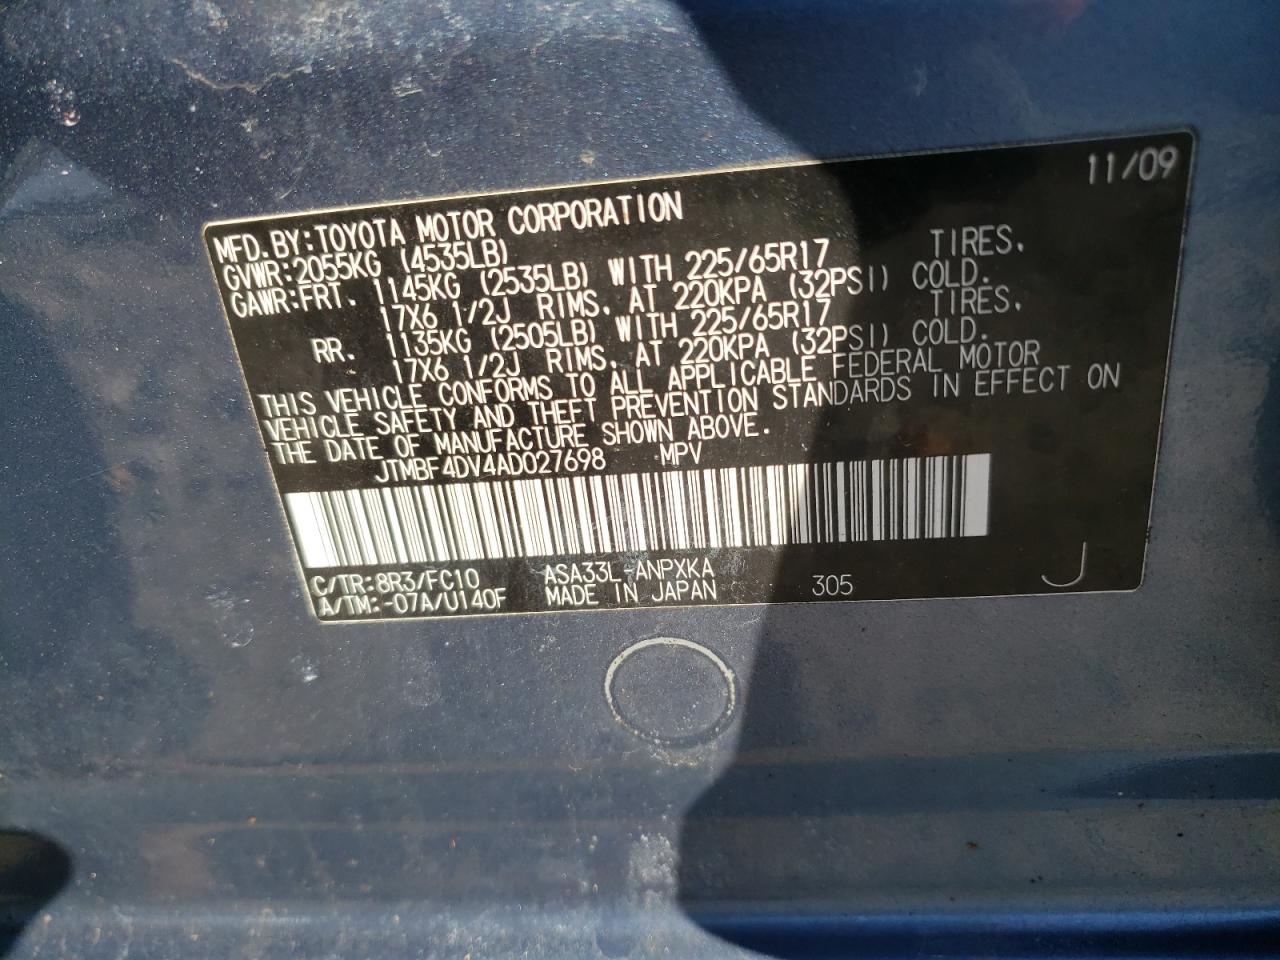 11/09
MFD. BY: TOYOTA MOTOR CORPORATION
GVWR: 2055KG (4535LB)
GAWR: FRT. 1145KG (2535LB) WITH 225/65R17 TIRES,
17X6 1/2J RIMS, AT 220KPA (32PSI) COLD.
RR. 1135KG (2505LB) WITH 225/65R17 TIRES,
17X6 1/2J RIMS, AT 220KPA (32PSI) COLD.
THIS VEHICLE CONFORMS TO ALL APPLICABLE FEDERAL MOTOR
VEHICLE SAFETY AND THEFT PREVENTION STANDARDS IN EFFECT ON
THE DATE OF MANUFACTURE SHOWN ABOVE.
JTMBF4DV4AD027698 MPV
C/TR: 8R3/FC10 ASA33L-ANPXKA
A/TM: -07A/U140F MADE IN JAPAN 305 J